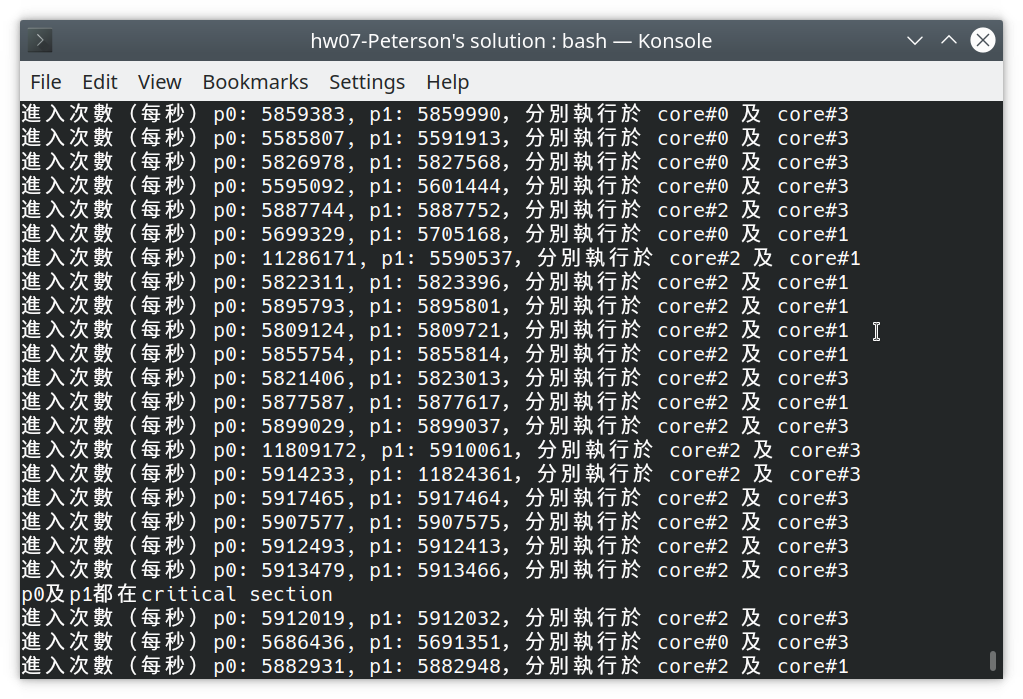 hw07-Peterson's solution : bash — Konsole
File Edit View Bookmarks Settings Help
進入次數（每秒）p0: 5859383, p1: 5859990, 分別執行於 core#0 及 core#3
進入次數（每秒）p0: 5585807, p1: 5591913, 分別執行於 core#0 及 core#3
進入次數（每秒）p0: 5826978, p1: 5827568, 分別執行於 core#0 及 core#3
進入次數（每秒）p0: 5595092, p1: 5601444, 分別執行於 core#0 及 core#3
進入次數（每秒）p0: 5887744, p1: 5887752, 分別執行於 core#2 及 core#3
進入次數（每秒）p0: 5699329, p1: 5705168, 分別執行於 core#0 及 core#1
進入次數（每秒）p0: 11286171, p1: 5590537, 分別執行於 core#2 及 core#1
進入次數（每秒）p0: 5822311, p1: 5823396, 分別執行於 core#2 及 core#1
進入次數（每秒）p0: 5895793, p1: 5895801, 分別執行於 core#2 及 core#1
進入次數（每秒）p0: 5809124, p1: 5809721, 分別執行於 core#2 及 core#1
進入次數（每秒）p0: 5855754, p1: 5855814, 分別執行於 core#2 及 core#1
進入次數（每秒）p0: 5821406, p1: 5823013, 分別執行於 core#2 及 core#3
進入次數（每秒）p0: 5877587, p1: 5877617, 分別執行於 core#2 及 core#1
進入次數（每秒）p0: 5899029, p1: 5899037, 分別執行於 core#2 及 core#3
進入次數（每秒）p0: 11809172, p1: 5910061, 分別執行於 core#2 及 core#3
進入次數（每秒）p0: 5914233, p1: 11824361, 分別執行於 core#2 及 core#3
進入次數（每秒）p0: 5917465, p1: 5917464, 分別執行於 core#2 及 core#3
進入次數（每秒）p0: 5907577, p1: 5907575, 分別執行於 core#2 及 core#3
進入次數（每秒）p0: 5912493, p1: 5912413, 分別執行於 core#2 及 core#3
進入次數（每秒）p0: 5913479, p1: 5913466, 分別執行於 core#2 及 core#3
p0及p1都在critical section
進入次數（每秒）p0: 5912019, p1: 5912032, 分別執行於 core#2 及 core#3
進入次數（每秒）p0: 5686436, p1: 5691351, 分別執行於 core#0 及 core#3
進入次數（每秒）p0: 5882931, p1: 5882948, 分別執行於 core#2 及 core#1